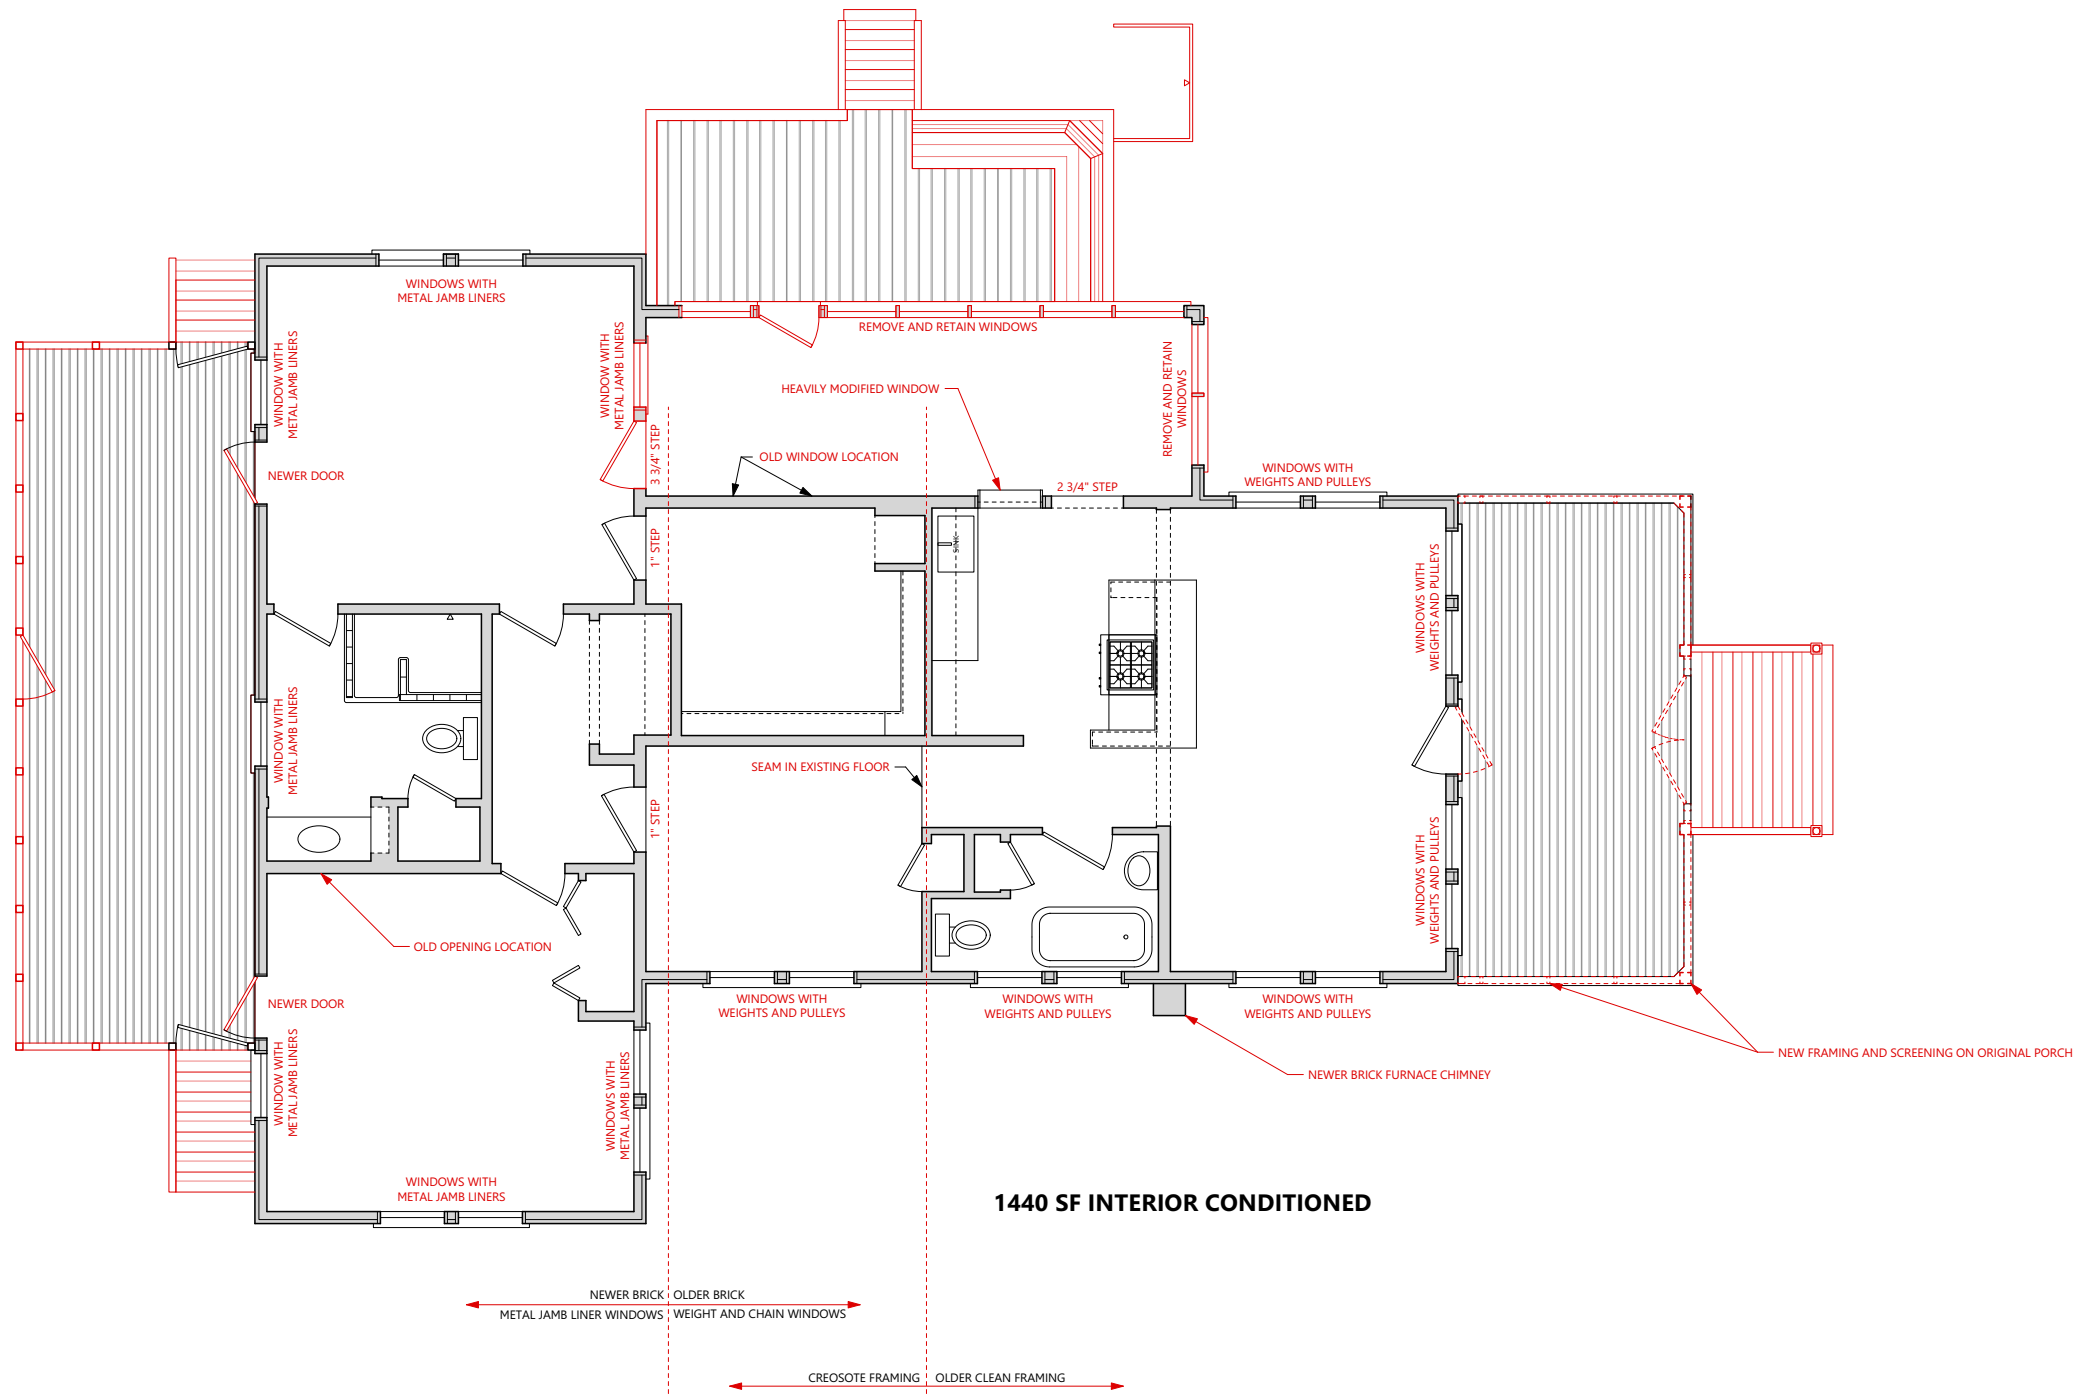 WINDOWS WITH
METAL JAMB LINERS
WINDOW WITH
METAL JAMB LINERS
WINDOW WITH
METAL JAMB LINERS
REMOVE AND RETAIN WINDOWS
REMOVE AND RETAIN
WINDOWS
HEAVILY MODIFIED WINDOW
OLD WINDOW LOCATION
3 3/4" STEP
NEWER DOOR
2 3/4" STEP
WINDOWS WITH
WEIGHTS AND PULLEYS
1" STEP
SINK
WINDOWS WITH
WEIGHTS AND PULLEYS
WINDOW WITH
METAL JAMB LINERS
SEAM IN EXISTING FLOOR
1" STEP
WINDOWS WITH
WEIGHTS AND PULLEYS
OLD OPENING LOCATION
NEWER DOOR
WINDOWS WITH
WEIGHTS AND PULLEYS
WINDOWS WITH
WEIGHTS AND PULLEYS
WINDOWS WITH
WEIGHTS AND PULLEYS
WINDOW WITH
METAL JAMB LINERS
WINDOWS WITH
METAL JAMB LINERS
NEW FRAMING AND SCREENING ON ORIGINAL PORCH
NEWER BRICK FURNACE CHIMNEY
WINDOWS WITH
METAL JAMB LINERS
1440 SF INTERIOR CONDITIONED
NEWER BRICK OLDER BRICK
METAL JAMB LINER WINDOWS WEIGHT AND CHAIN WINDOWS
CREOSOTE FRAMING OLDER CLEAN FRAMING